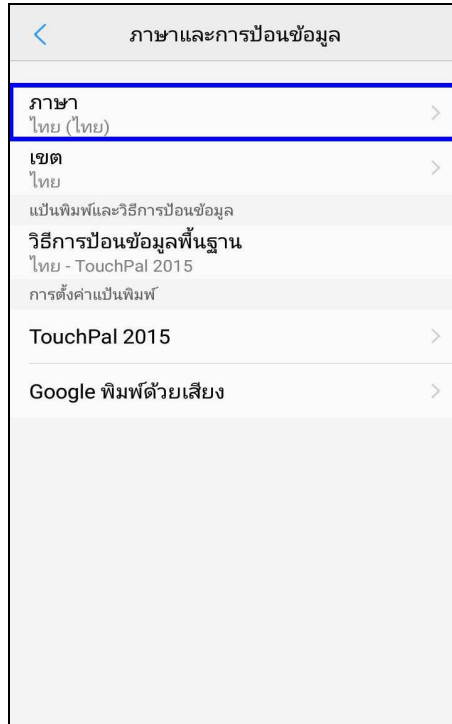 ภาษาและการป้อนข้อมูล
ภาษา
ไทย (ไทย)
เขต
ไทย
แป้นพิมพ์และวิธีการป้อนข้อมูล
วิธีการป้อนข้อมูลพื้นฐาน
ไทย - TouchPal 2015
การตั้งค่าแป้นพิมพ์
TouchPal 2015
Google พิมพ์ด้วยเสียง